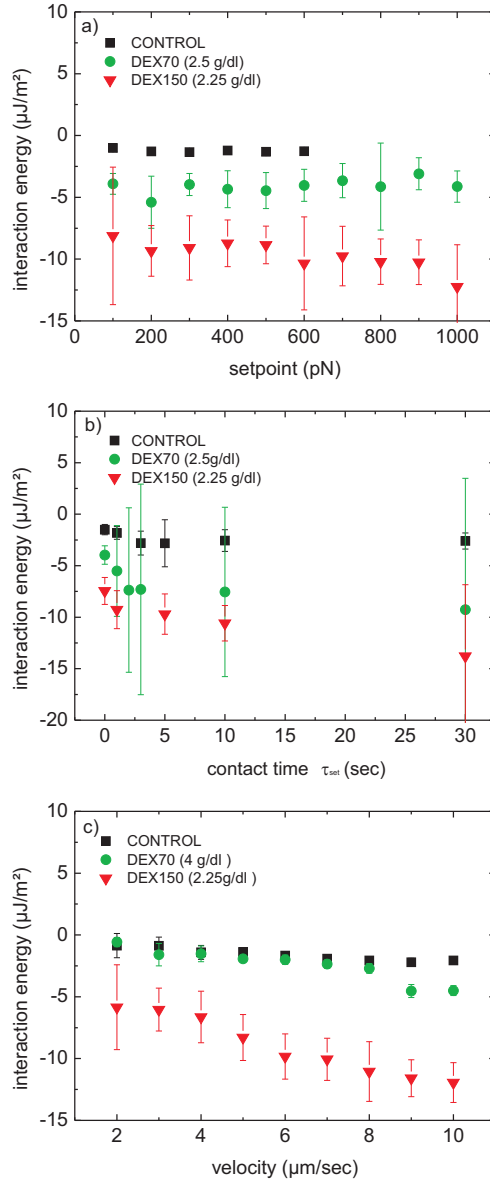 a)
CONTROL
DEX70 (2.5 g/dl)
DEX150 (2.25 g/dl)
10
5
0
-5
-10
-15
interaction energy (µJ/m²)
0 200 400 600 800 1000
setpoint (pN)
b)
CONTROL
DEX70 (2.5g/dl)
DEX150 (2.25 g/dl)
10
5
0
-5
-10
-15
-20
interaction energy (µJ/m²)
0 5 10 15 20 25 30
contact time τset (sec)
c)
CONTROL
DEX70 (4 g/dl )
DEX150 (2.25g/dl )
10
5
0
-5
-10
-15
interaction energy (µJ/m²)
2 4 6 8 10
velocity (µm/sec)